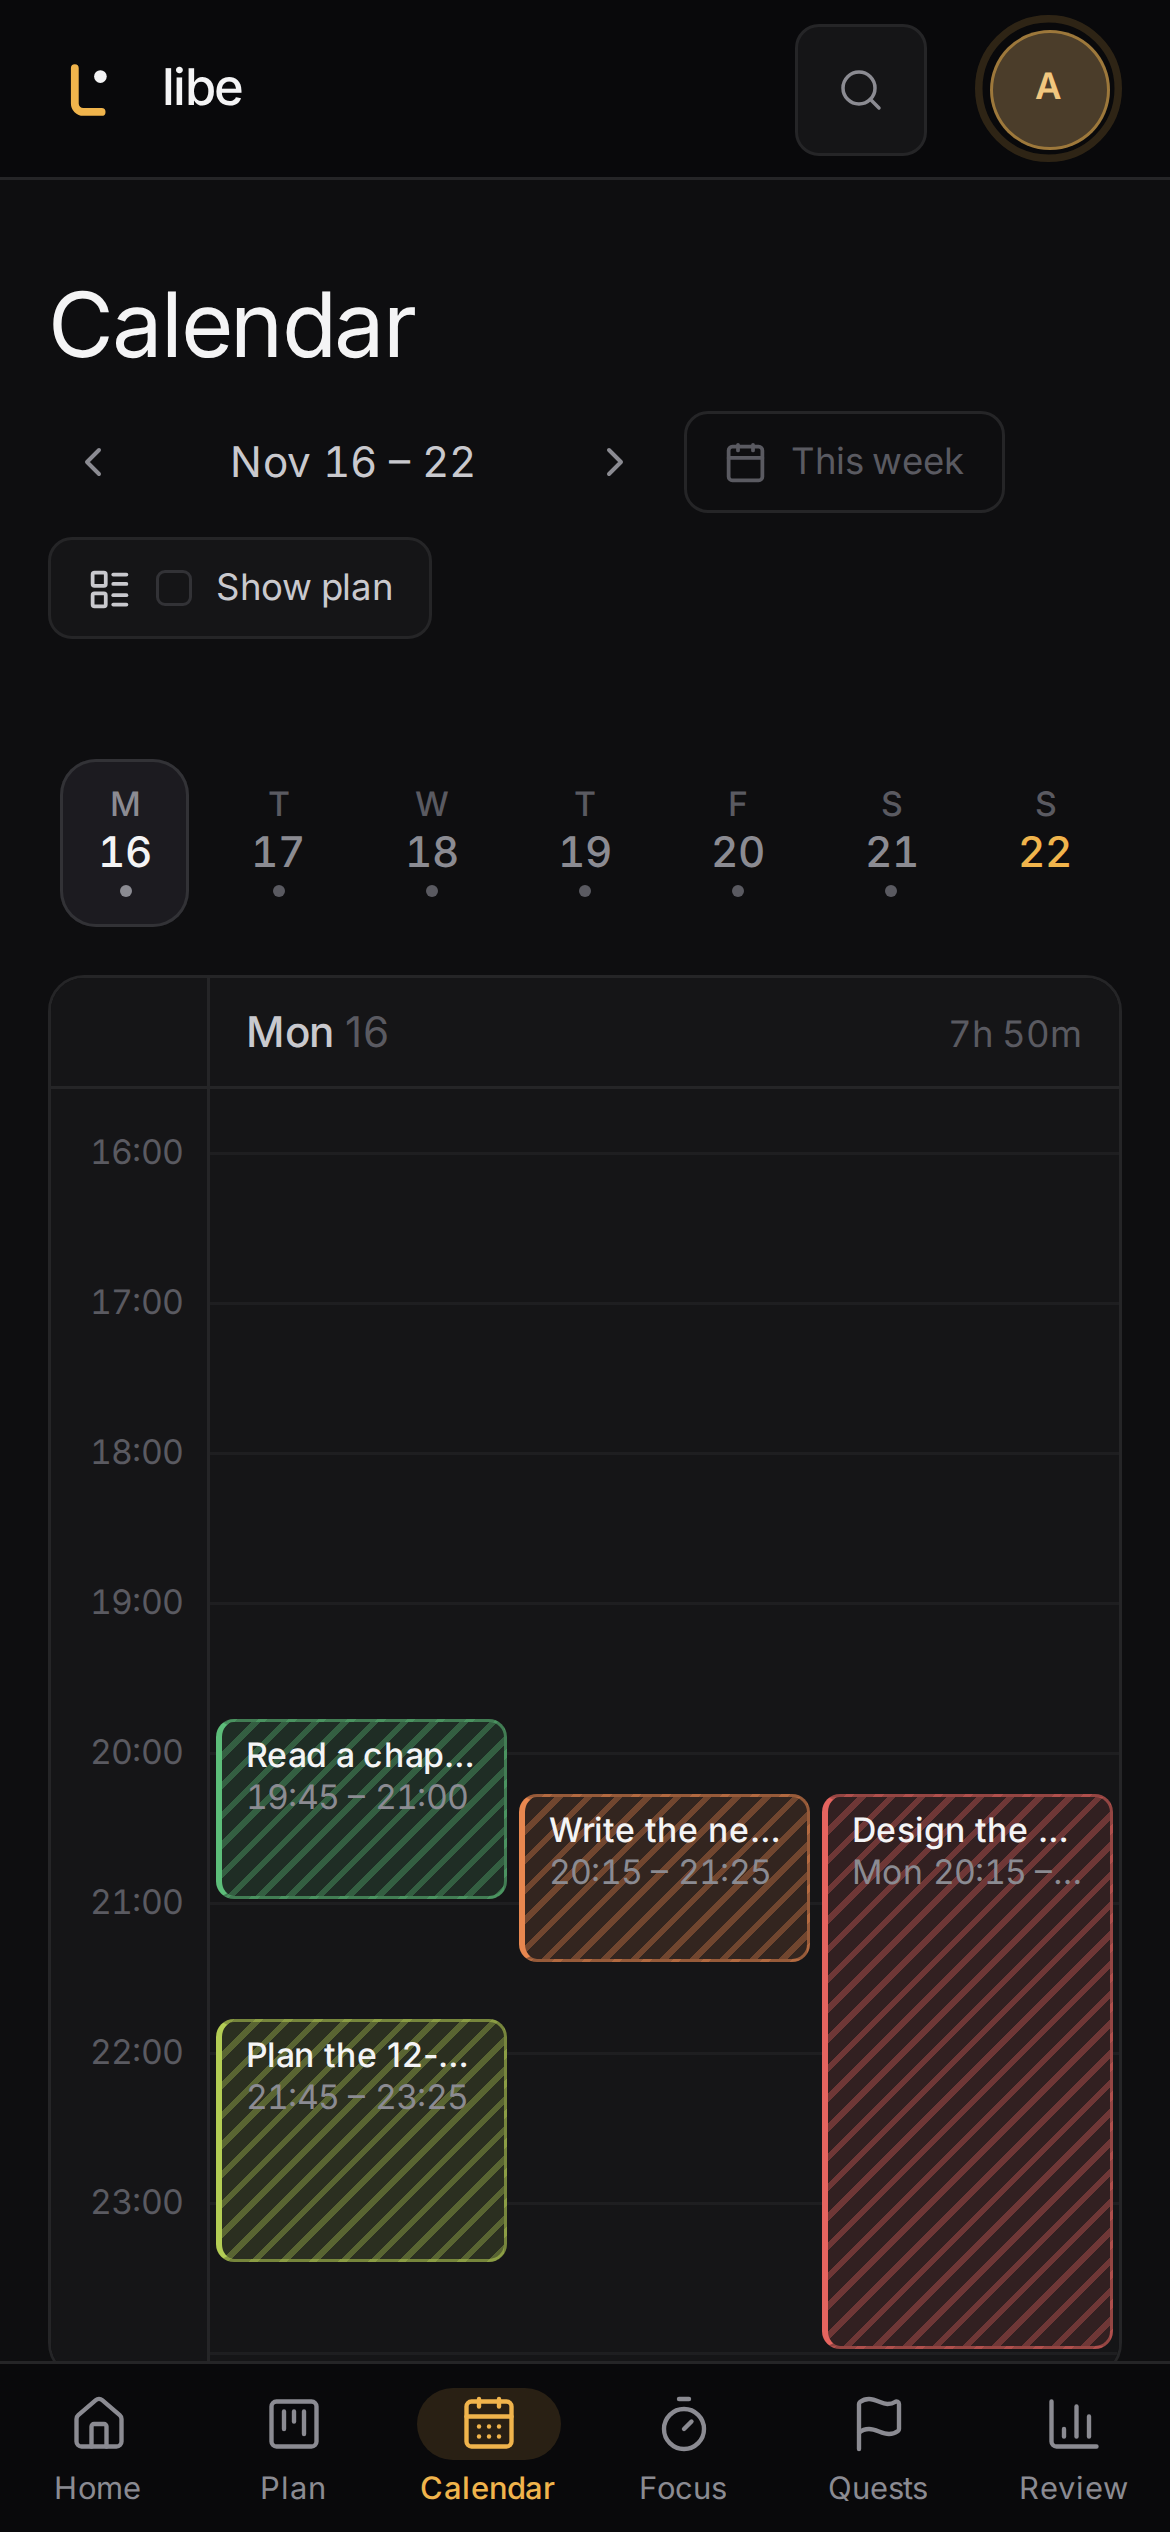 libe
A
Calendar
Nov 16 – 22
This week
Show plan
M T W T F S S
16 17 18 19 20 21 22
Mon 16 7h 50m
16:00
17:00
18:00
19:00
20:00
Read a chap...
19:45 – 21:00
Write the ne...
20:15 – 21:25
Design the ...
Mon 20:15 –...
21:00
22:00
Plan the 12-...
21:45 – 23:25
23:00
Home Plan Calendar Focus Quests Review